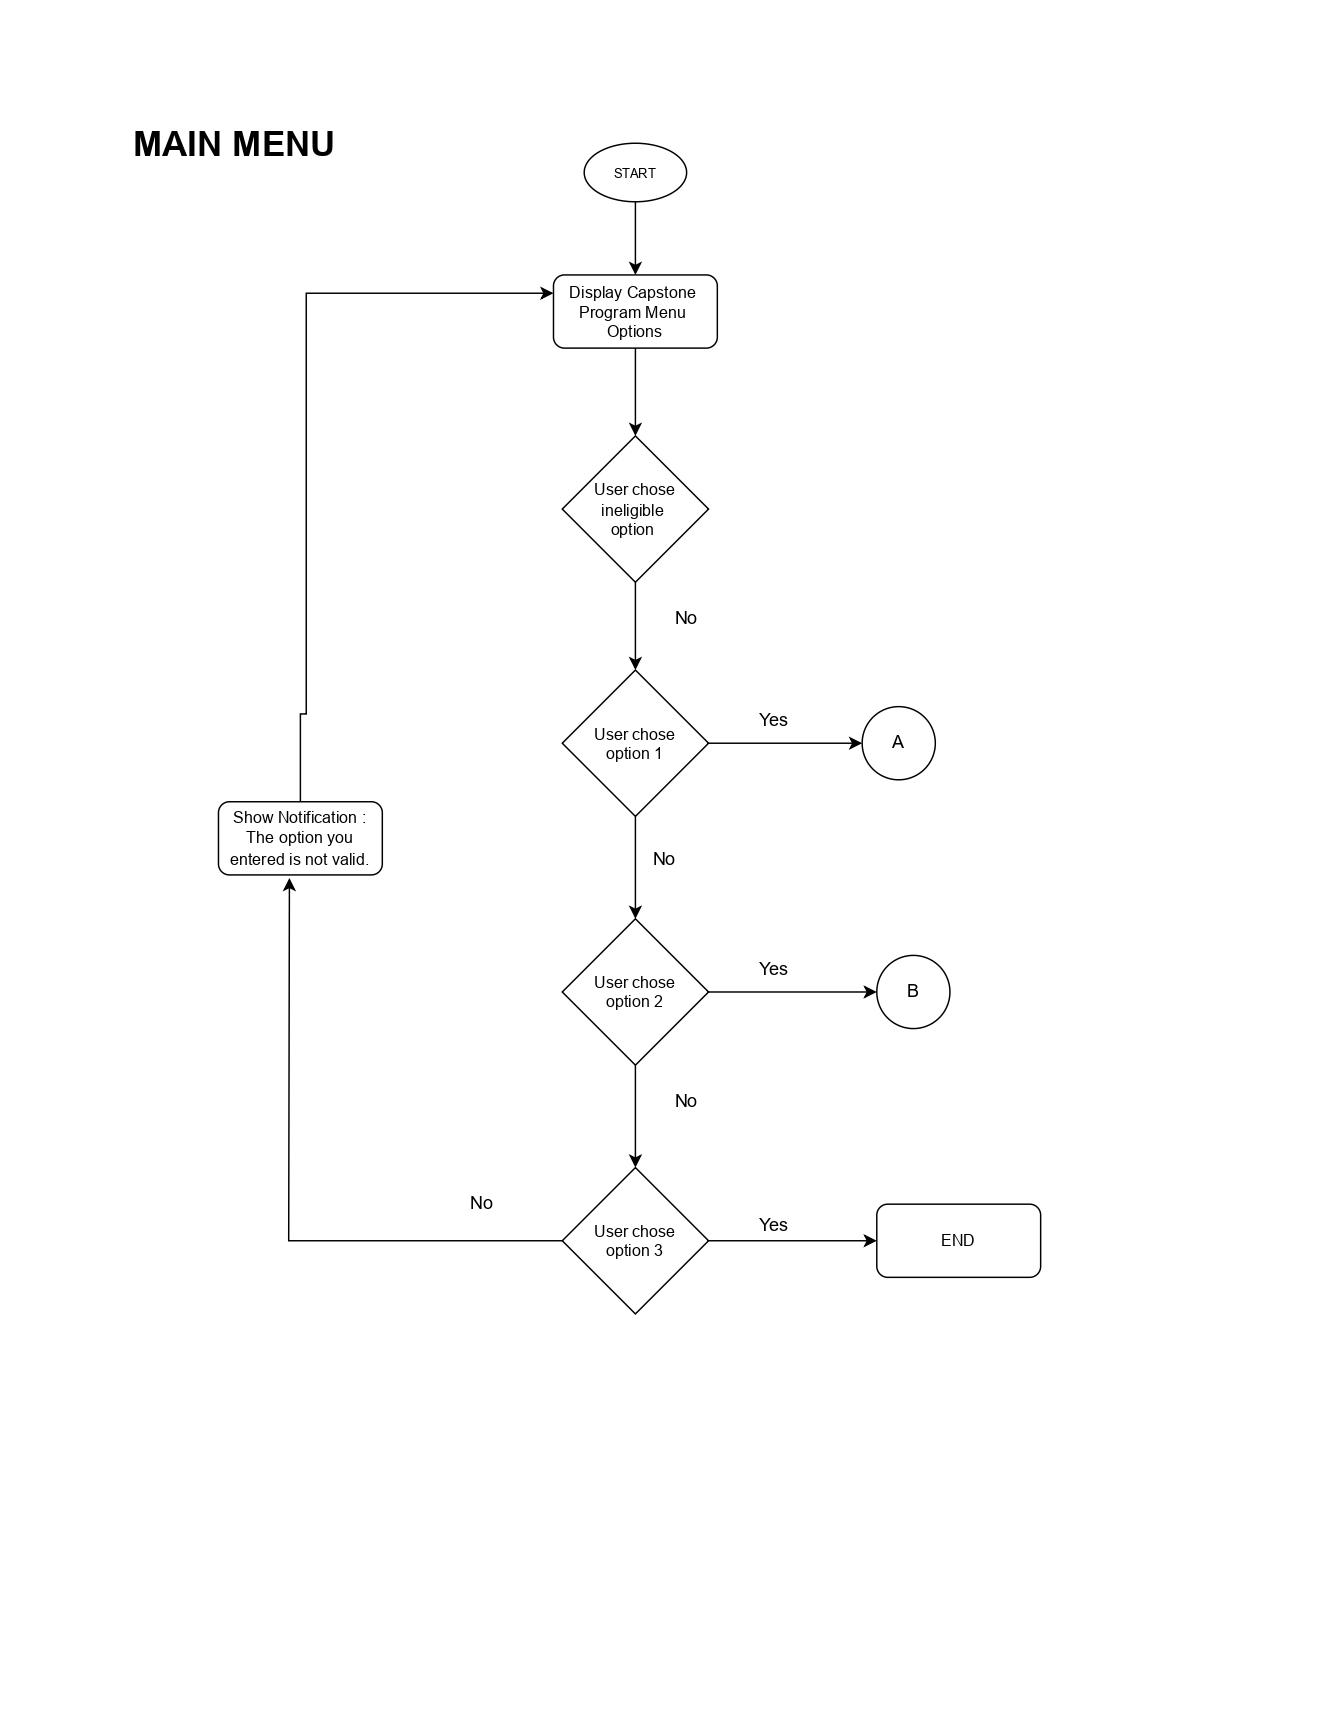 MAIN MENU
START
Display Capstone
Program Menu
Options
User chose
ineligible
option
No
User chose
option 1
Yes
A
Show Notification :
The option you
entered is not valid.
No
User chose
option 2
Yes
B
No
No
User chose
option 3
Yes
END